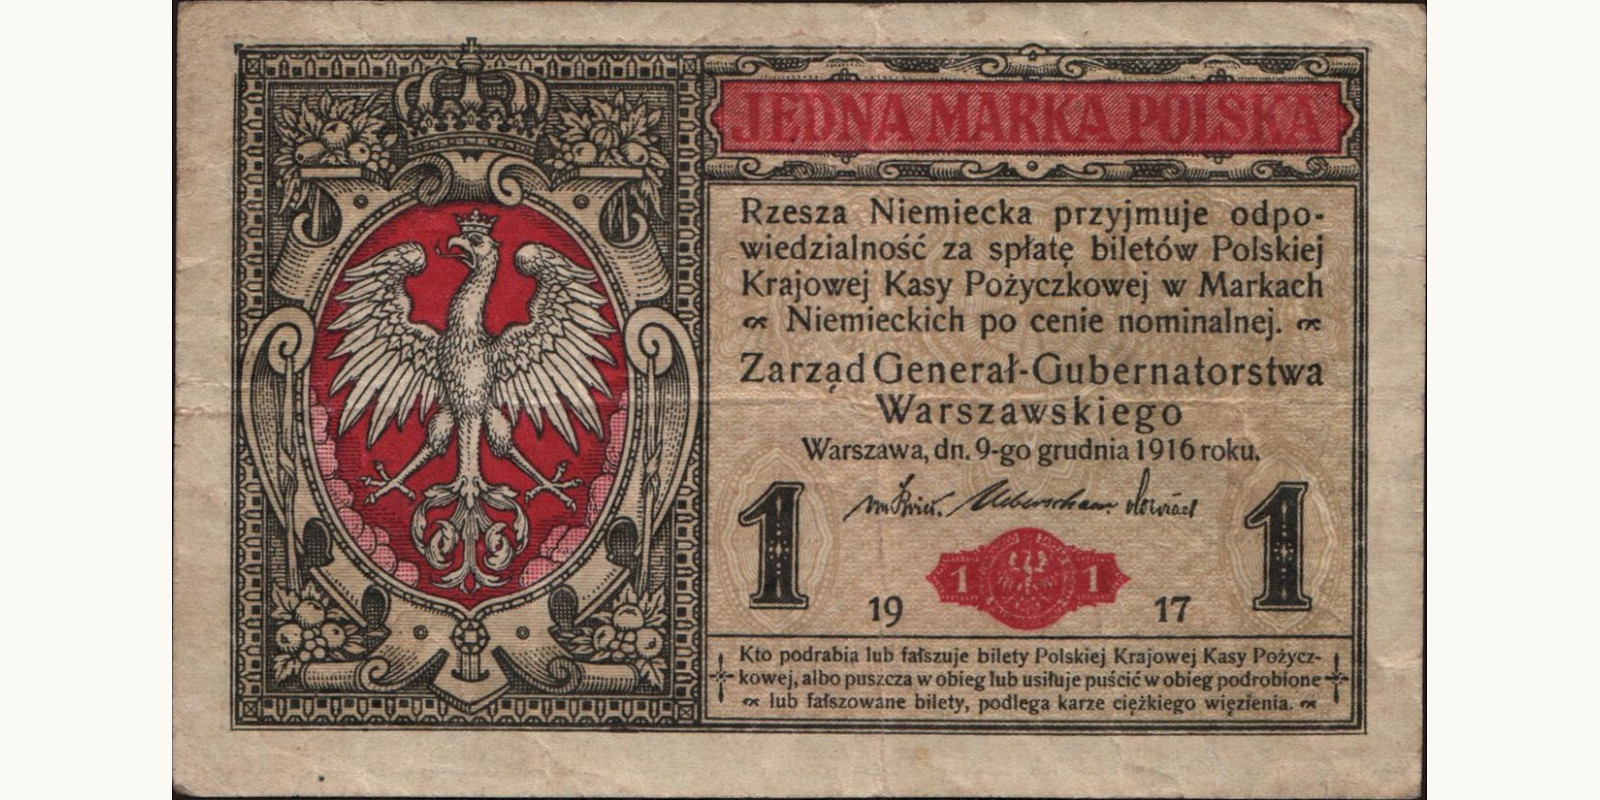 JEDNA MARKA POLSKA
Rzesza Niemiecka przyjmuje odpo-
wiedzialność za spłatę biletów Polskiej
Krajowej Kasy Pożyczkowej w Markach
Niemieckich po cenie nominalnej.
Zarząd Generał-Gubernatorstwa
Warszawskiego
Warszawa, dn. 9-go grudnia 1916 roku.
1 1
1 1
19 17
Kto podrabia lub fałszuje bilety Polskiej Krajowej Kasy Pożycz-
kowej, albo puszcza w obieg lub usiłuje puścić w obieg podrobione
lub fałszowane bilety, podlega karze ciężkiego więzienia.